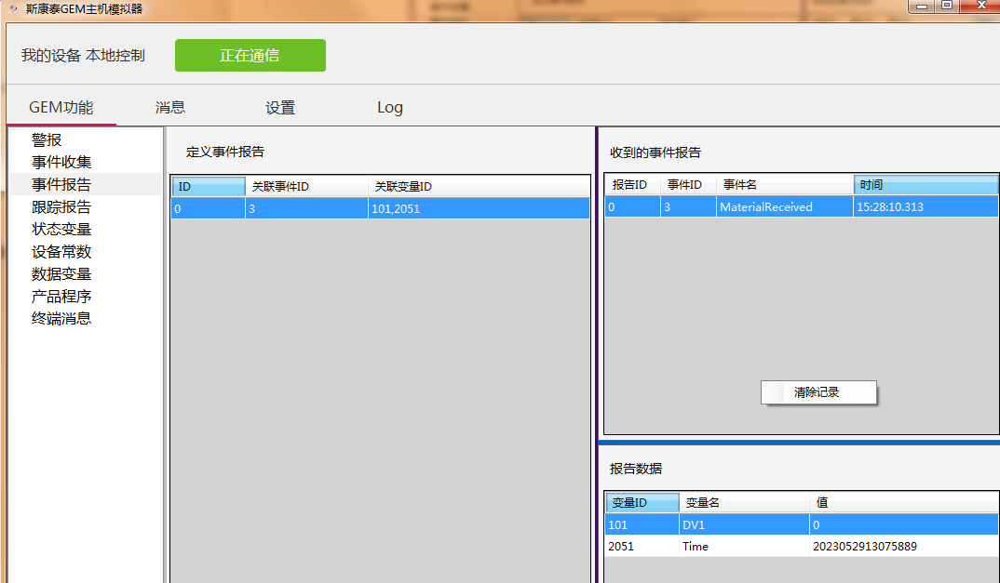 斯康泰GEM主机模拟器
我的设备 本地控制
正在通信
GEM功能 消息 设置 Log
警报
事件收集
事件报告
跟踪报告
状态变量
设备常数
数据变量
产品程序
终端消息
定义事件报告
ID 关联事件ID 关联变量ID
0 3 101,2051
收到的事件报告
报告ID 事件ID 事件名 时间
0 3 MaterialReceived 15:28:10.313
清除记录
报告数据
变量ID 变量名 值
101 DV1 0
2051 Time 2023052913075889